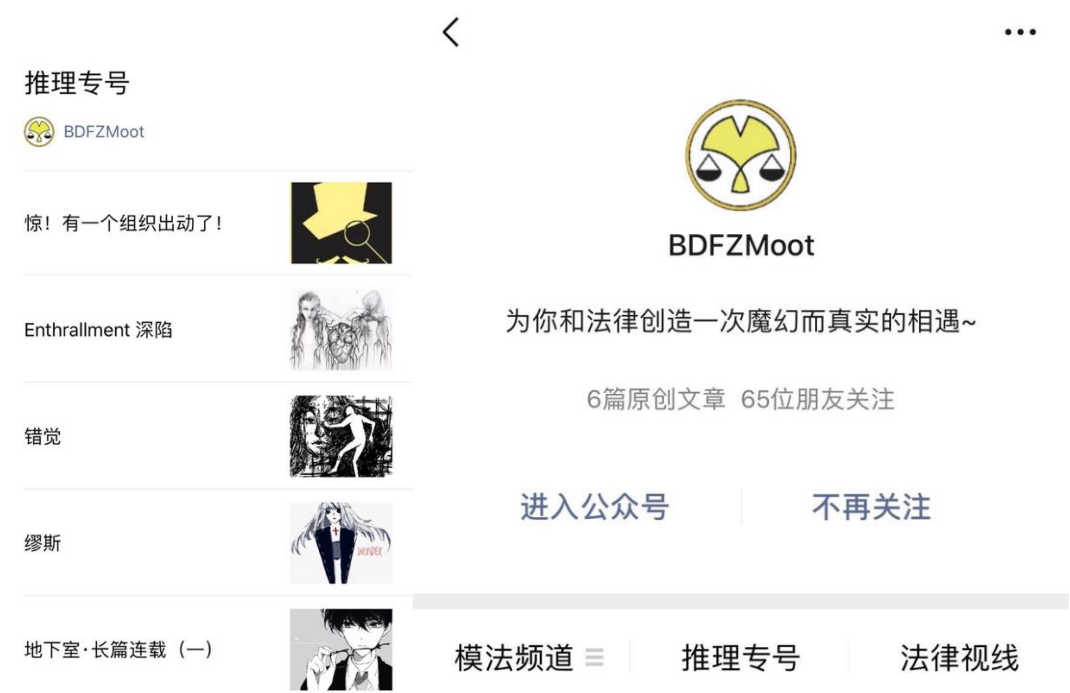 推理专号
BDFZMoot
惊！有一个组织出动了！
Enthrallment 深陷
错觉
缪斯
WONDER
地下室·长篇连载（一）
BDFZMoot
为你和法律创造一次魔幻而真实的相遇~
6篇原创文章 65位朋友关注
进入公众号 不再关注
模法频道 推理专号 法律视线